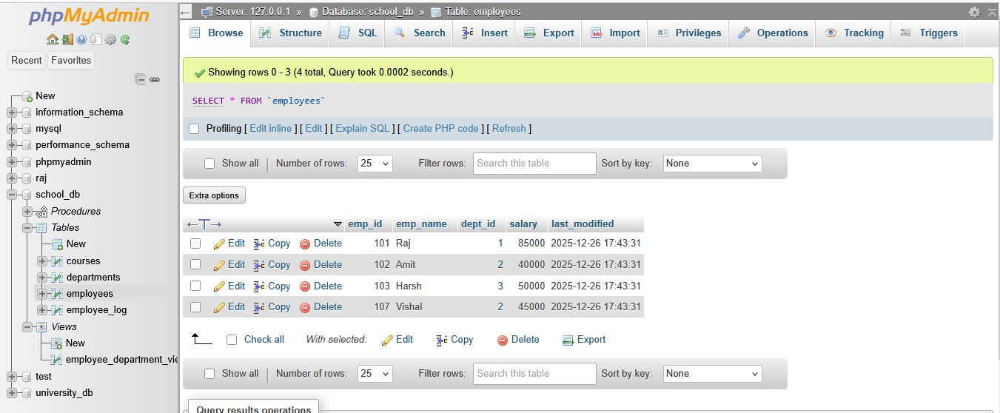 phpMyAdmin
Recent Favorites
New
information_schema
mysql
performance_schema
phpmyadmin
raj
school_db
Procedures
Tables
New
courses
departments
employees
employee_log
Views
New
employee_department_vie
test
university_db
Server: 127.0.0.1 » Database: school_db » Table: employees
Browse Structure SQL Search Insert Export Import Privileges Operations Tracking Triggers
Showing rows 0 - 3 (4 total, Query took 0.0002 seconds.)
SELECT * FROM `employees`
Profiling [ Edit inline ] [ Edit ] [ Explain SQL ] [ Create PHP code ] [ Refresh ]
Show all Number of rows: 25 Filter rows: Search this table Sort by key: None
Extra options
←T→ emp_id emp_name dept_id salary last_modified
Edit Copy Delete 101 Raj 1 85000 2025-12-26 17:43:31
Edit Copy Delete 102 Amit 2 40000 2025-12-26 17:43:31
Edit Copy Delete 103 Harsh 3 50000 2025-12-26 17:43:31
Edit Copy Delete 107 Vishal 2 45000 2025-12-26 17:43:31
Check all With selected: Edit Copy Delete Export
Show all Number of rows: 25 Filter rows: Search this table Sort by key: None
Query results operations